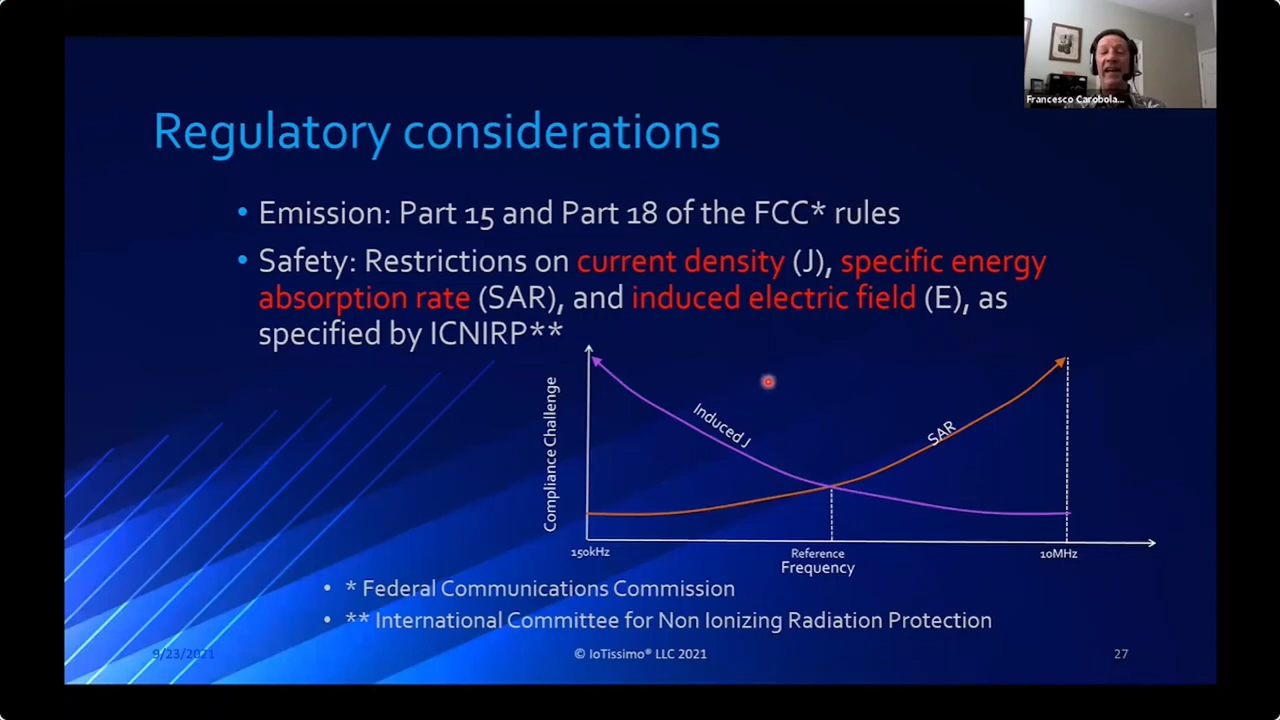 Francesco Carobola...
Regulatory considerations
• Emission: Part 15 and Part 18 of the FCC* rules
• Safety: Restrictions on current density (J), specific energy
absorption rate (SAR), and induced electric field (E), as
specified by ICNIRP**
Compliance Challenge
Induced J
SAR
150kHz
Reference
Frequency
10MHz
• * Federal Communications Commission
• ** International Committee for Non Ionizing Radiation Protection
9/23/2021
© IoTissimo® LLC 2021
27